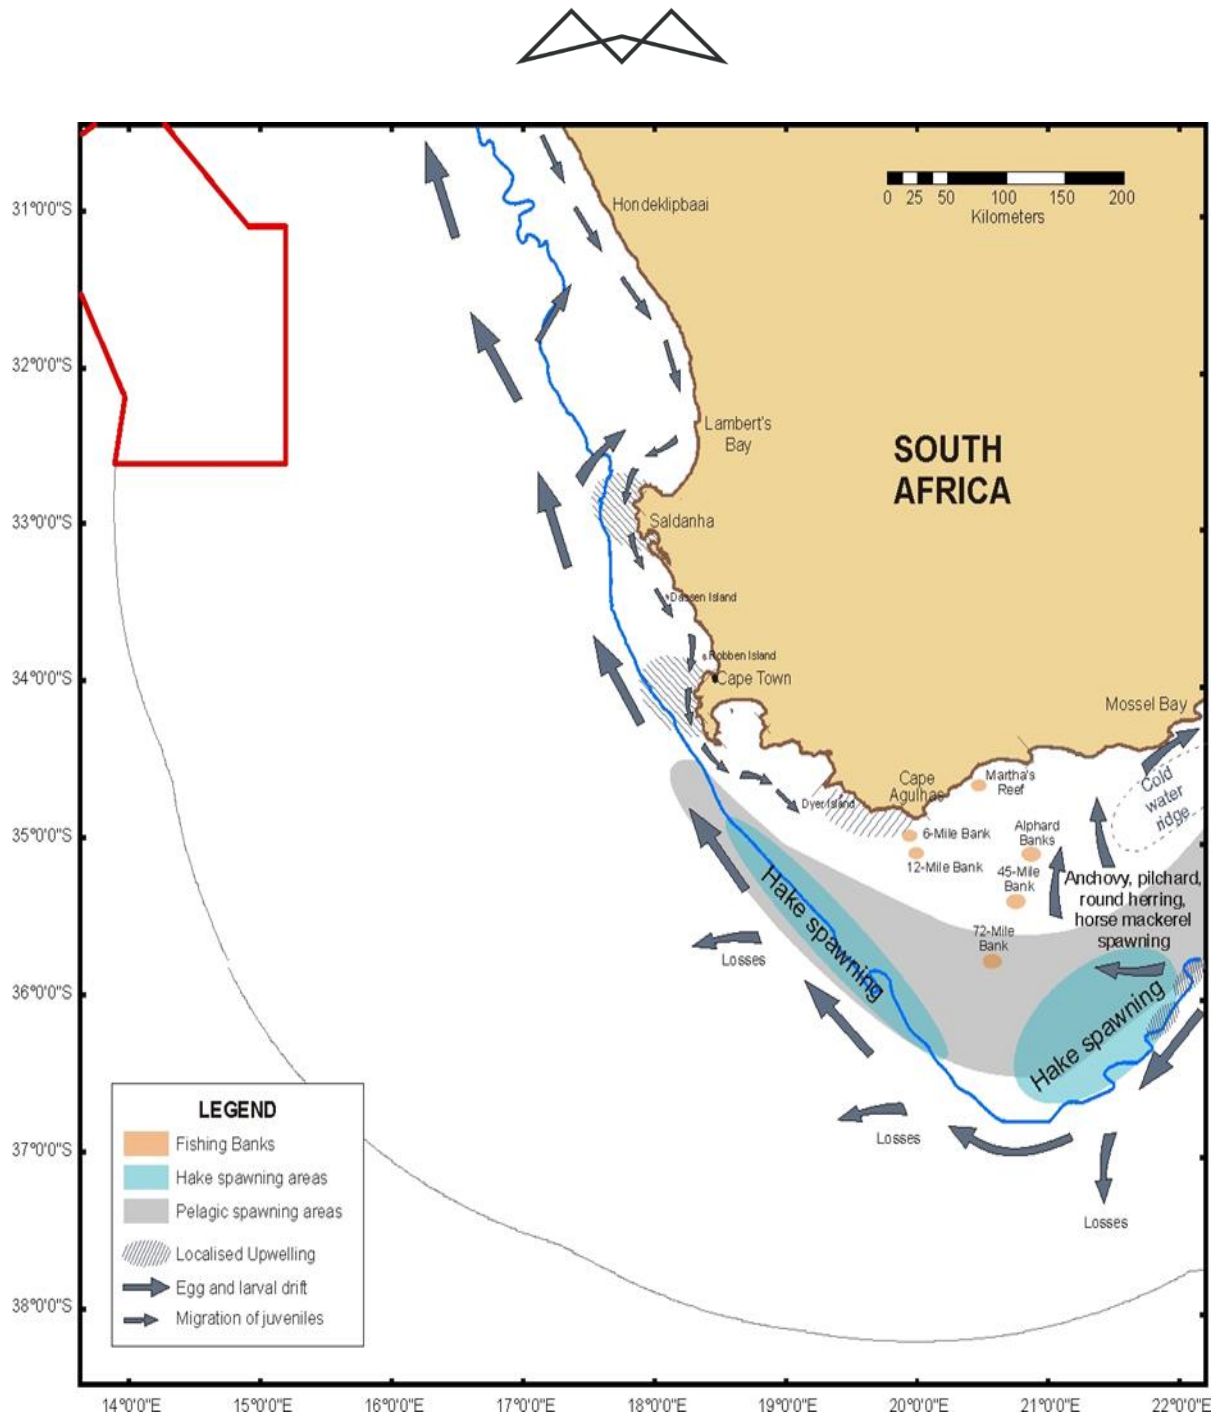 31°0'0"S
32°0'0"S
33°0'0"S
34°0'0"S
35°0'0"S
36°0'0"S
37°0'0"S
38°0'0"S
0 25 50 100 150 200
Kilometers
Hondeklipbaai
Lambert's
Bay
SOUTH
AFRICA
Saldanha
Dassen Island
Robben Island
Cape Town
Mossel Bay
Cape
Agulhas
Martha's
Reef
Dyer Island
Cold
water
ridge
6-Mile Bank
Alphard
Banks
12-Mile Bank
45-Mile
Bank
Anchovy, pilchard,
round herring,
horse mackerel
spawning
72-Mile
Bank
Hake spawning
Hake spawning
Losses
Losses
Losses
LEGEND
Fishing Banks
Hake spawning areas
Pelagic spawning areas
Localised Upwelling
Egg and larval drift
Migration of juveniles
14°0'0"E 15°0'0"E 16°0'0"E 17°0'0"E 18°0'0"E 19°0'0"E 20°0'0"E 21°0'0"E 22°0'0"E